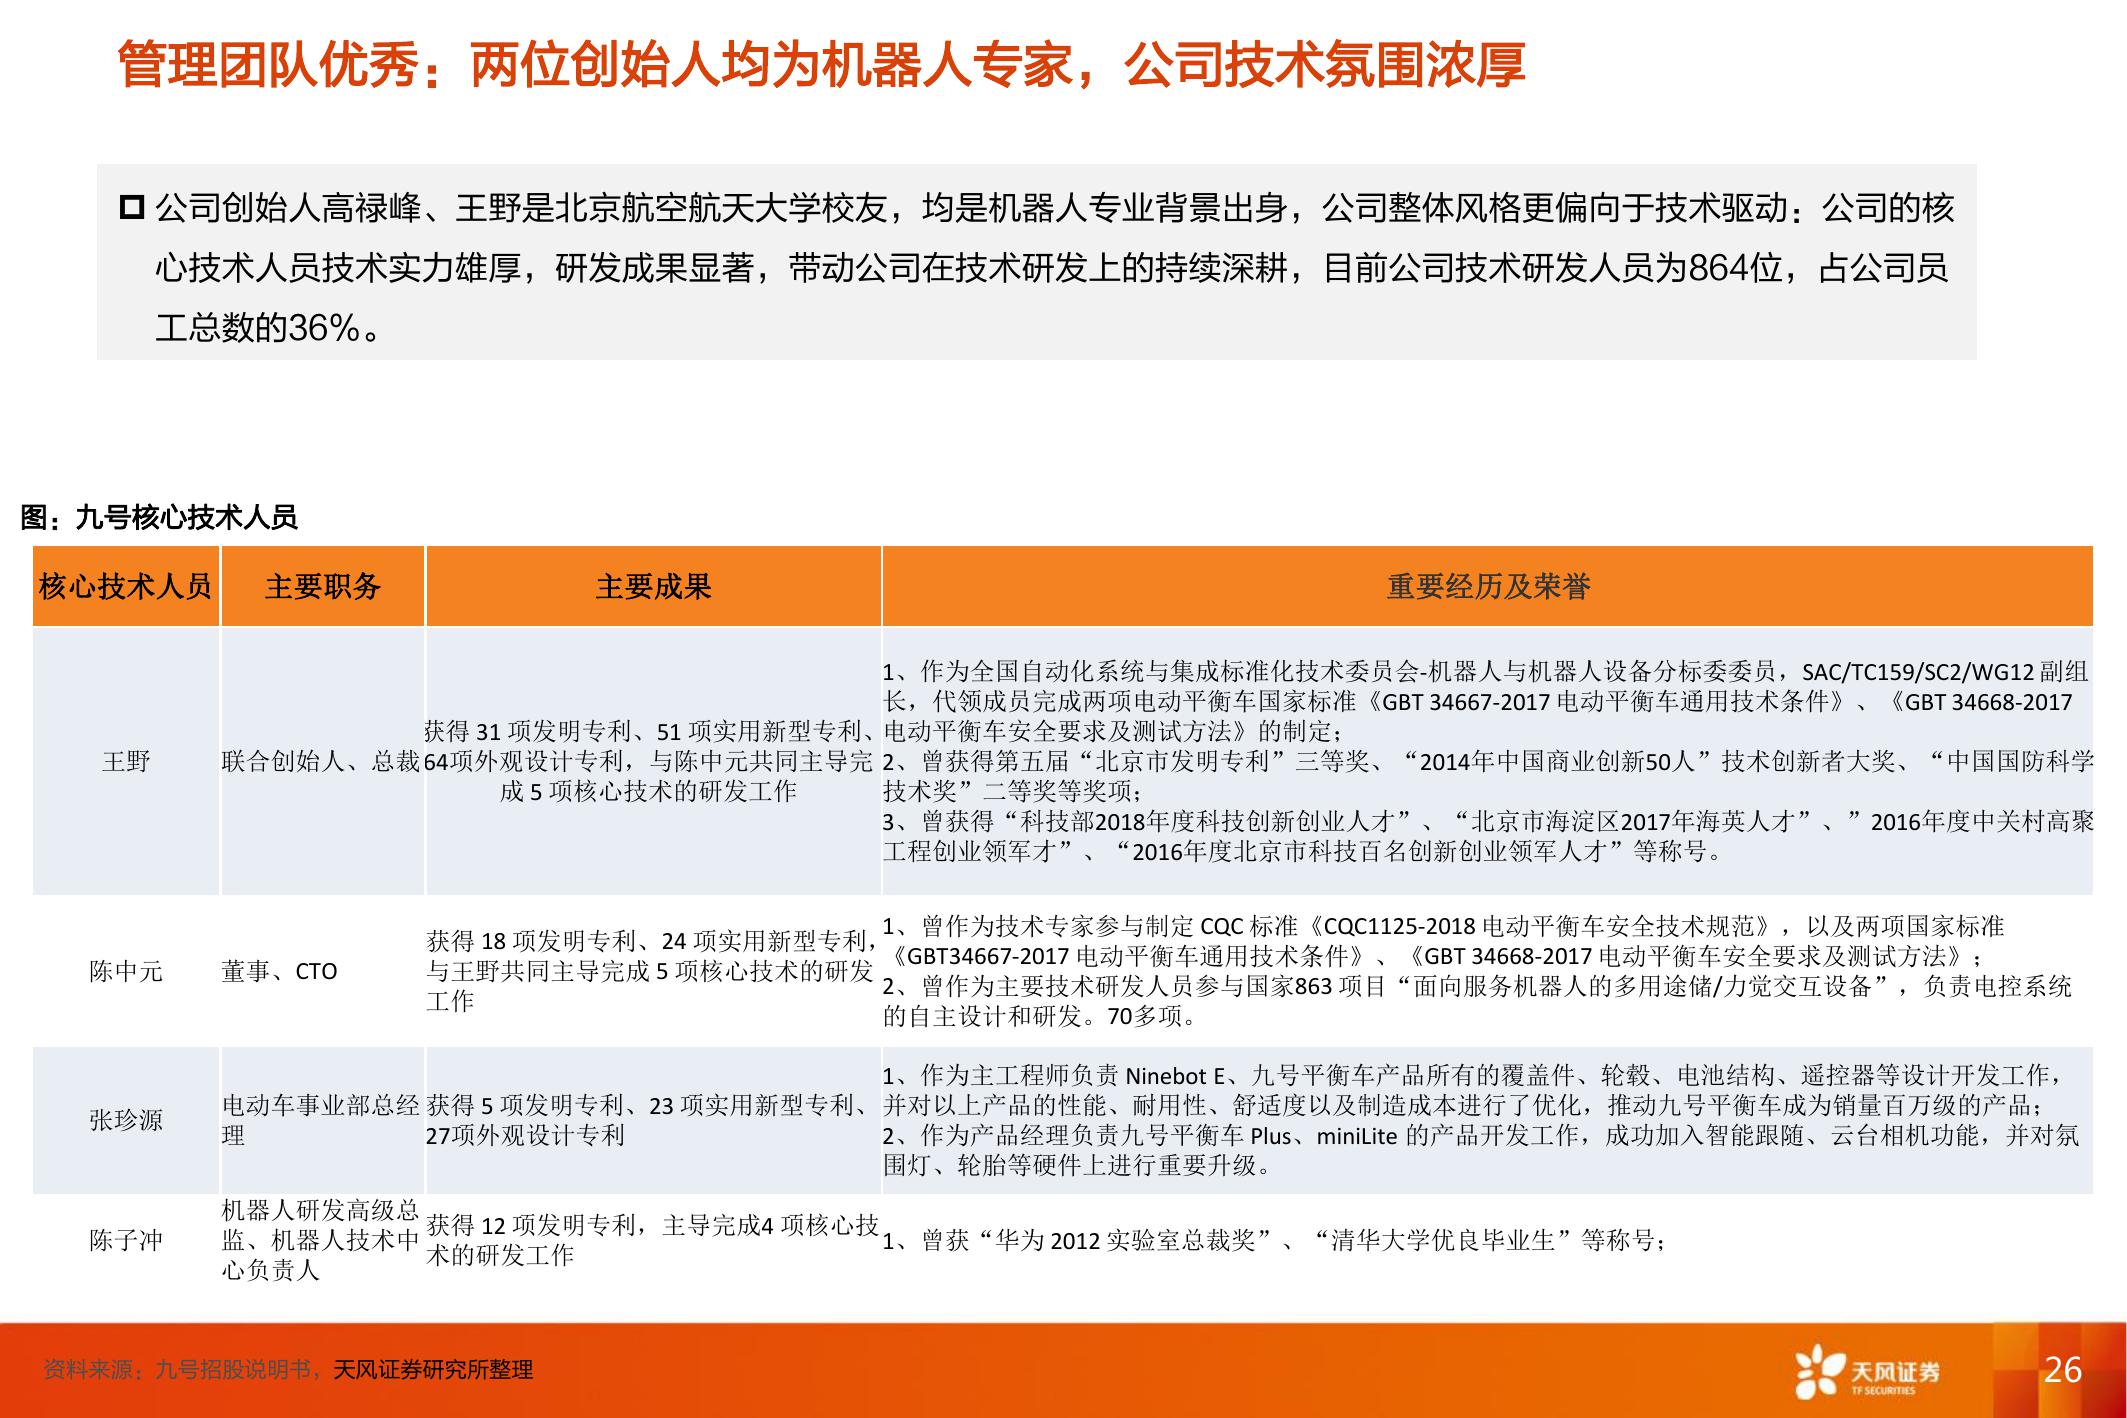 管理团队优秀：两位创始人均为机器人专家，公司技术氛围浓厚
公司创始人高禄峰、王野是北京航空航天大学校友，均是机器人专业背景出身，公司整体风格更偏向于技术驱动：公司的核
心技术人员技术实力雄厚，研发成果显著，带动公司在技术研发上的持续深耕，目前公司技术研发人员为864位，占公司员
工总数的36%。
图：九号核心技术人员
核心技术人员
主要职务
主要成果
重要经历及荣誉
王野
联合创始人、总裁
获得 31 项发明专利、51 项实用新型专利、
64项外观设计专利，与陈中元共同主导完
成 5 项核心技术的研发工作
1、作为全国自动化系统与集成标准化技术委员会-机器人与机器人设备分标委委员，SAC/TC159/SC2/WG12 副组
长，代领成员完成两项电动平衡车国家标准《GBT 34667-2017 电动平衡车通用技术条件》、《GBT 34668-2017
电动平衡车安全要求及测试方法》的制定；
2、曾获得第五届“北京市发明专利”三等奖、“2014年中国商业创新50人”技术创新者大奖、“中国国防科学
技术奖”二等奖等奖项；
3、曾获得“科技部2018年度科技创新创业人才”、“北京市海淀区2017年海英人才”、”2016年度中关村高聚
工程创业领军才”、“2016年度北京市科技百名创新创业领军人才”等称号。
陈中元
董事、CTO
获得 18 项发明专利、24 项实用新型专利，
与王野共同主导完成 5 项核心技术的研发
工作
1、曾作为技术专家参与制定 CQC 标准《CQC1125-2018 电动平衡车安全技术规范》，以及两项国家标准
《GBT34667-2017 电动平衡车通用技术条件》、《GBT 34668-2017 电动平衡车安全要求及测试方法》；
2、曾作为主要技术研发人员参与国家863 项目“面向服务机器人的多用途储/力觉交互设备”，负责电控系统
的自主设计和研发。70多项。
张珍源
电动车事业部总经
理
获得 5 项发明专利、23 项实用新型专利、
27项外观设计专利
1、作为主工程师负责 Ninebot E、九号平衡车产品所有的覆盖件、轮毂、电池结构、遥控器等设计开发工作，
并对以上产品的性能、耐用性、舒适度以及制造成本进行了优化，推动九号平衡车成为销量百万级的产品；
2、作为产品经理负责九号平衡车 Plus、miniLite 的产品开发工作，成功加入智能跟随、云台相机功能，并对氛
围灯、轮胎等硬件上进行重要升级。
陈子冲
机器人研发高级总
监、机器人技术中
心负责人
获得 12 项发明专利，主导完成4 项核心技
术的研发工作
1、曾获“华为 2012 实验室总裁奖”、“清华大学优良毕业生”等称号；
资料来源：九号招股说明书，天风证券研究所整理
天风证券
TF SECURITIES
26